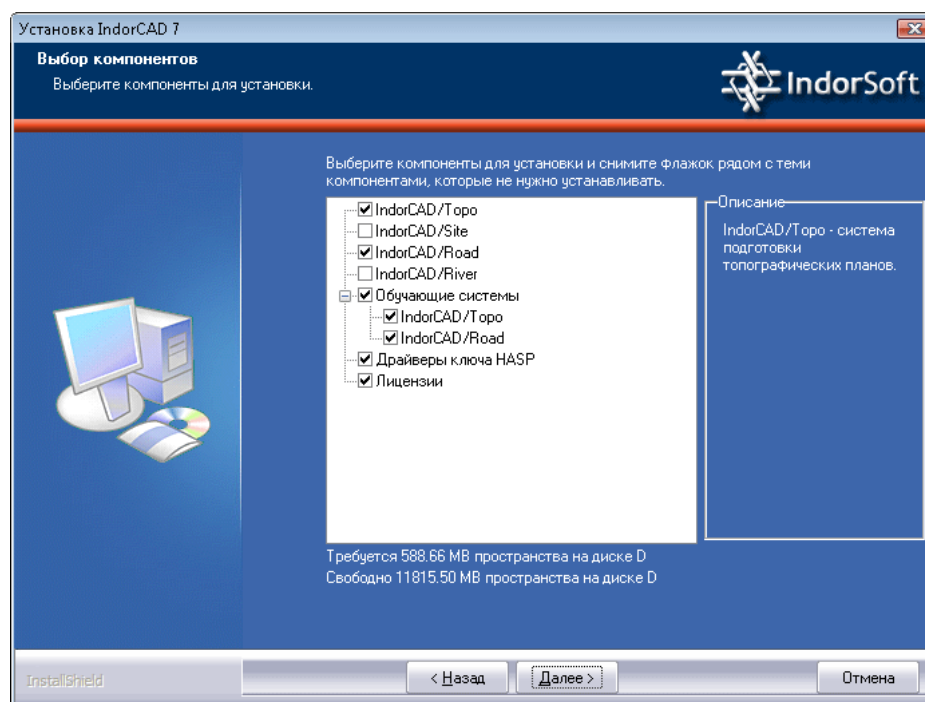 Установка IndorCAD 7
Выбор компонентов
Выберите компоненты для установки.
IndorSoft
Выберите компоненты для установки и снимите флажок рядом с теми
компонентами, которые не нужно устанавливать.
IndorCAD/Topo
IndorCAD/Site
IndorCAD/Road
IndorCAD/River
Обучающие системы
IndorCAD/Topo
IndorCAD/Road
Драйверы ключа HASP
Лицензии
Описание
IndorCAD/Topo - система
подготовки
топографических планов.
Требуется 588.66 MB пространства на диске D
Свободно 11815.50 MB пространства на диске D
InstallShield
< Назад
Далее >
Отмена